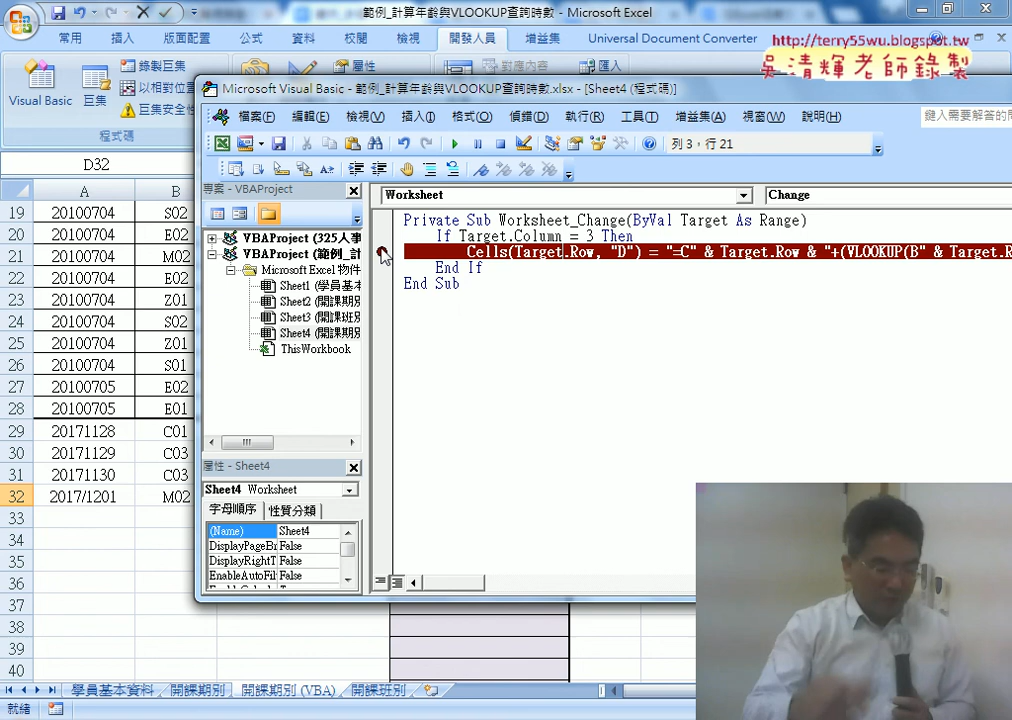 範例_計算年齡與VLOOKUP查詢時數 - Microsoft Excel
常用 插入 版面配置 公式 資料 校閱 檢視 開發人員 增益集 Universal Document Converter
http://terry55wu.blogspot.tw
吳清輝老師錄製
Visual Basic 巨集 錄製巨集 以相對位置 巨集安全性
屬性 對應內容 匯入
程式碼
Microsoft Visual Basic - 範例_計算年齡與VLOOKUP查詢時數.xlsx - [Sheet4 (程式碼)]
檔案(F) 編輯(E) 檢視(V) 插入(I) 格式(O) 偵錯(D) 執行(R) 工具(T) 增益集(A) 視窗(W) 說明(H) 鍵入需要解答的問
列 3，行 21
D32
專案 - VBAProject
Worksheet Change
VBAProject (325人事
VBAProject (範例_計
Microsoft Excel 物件
Sheet1 (學員基本
Sheet2 (開課期別
Sheet3 (開課班別
Sheet4 (開課期別
ThisWorkbook
Private Sub Worksheet_Change(ByVal Target As Range)
If Target.Column = 3 Then
Cells(Target.Row, "D") = "=C" & Target.Row & "+(VLOOKUP(B" & Target.R
End If
End Sub
屬性 - Sheet4
Sheet4 Worksheet
字母順序 性質分類
(Name) Sheet4
DisplayPageBr False
DisplayRightT False
EnableAutoFil False
A B
19 20100704 S02
20 20100704 E02
21 20100704 M02
22 20100704 E02
23 20100704 Z01
24 20100704 S02
25 20100704 Z01
26 20100704 S01
27 20100705 E02
28 20100705 E01
29 20171128 C01
30 20171129 C03
31 20171130 C03
32 2017/1201 M02
33
34
35
36
37
38
39
40
學員基本資料 開課期別 開課期別 (VBA) 開課班別
就緒